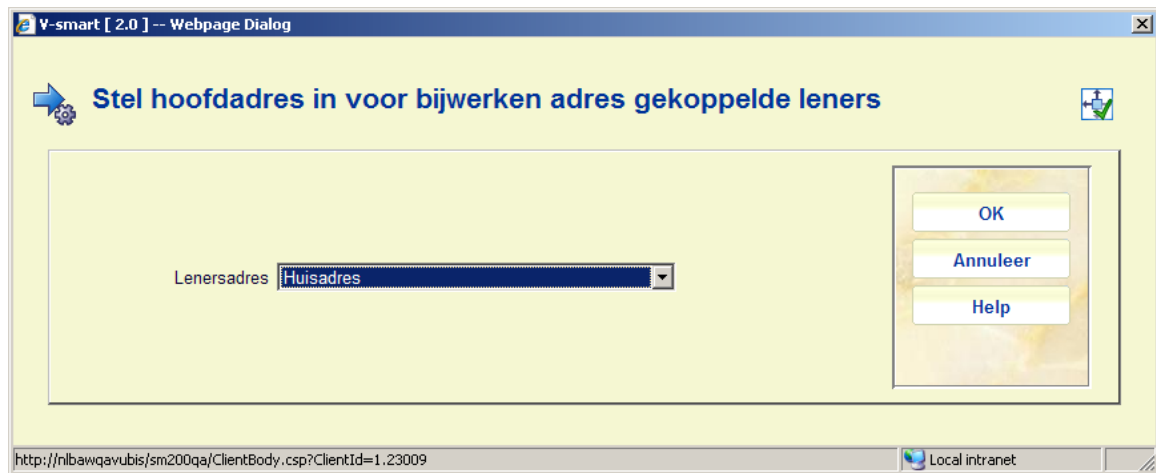 V-smart [ 2.0 ] -- Webpage Dialog
Stel hoofdadres in voor bijwerken adres gekoppelde leners
Lenersadres Huisadres
OK
Annuleer
Help
http://nlbawqavubis/sm200qa/ClientBody.csp?ClientId=1.23009
Local intranet